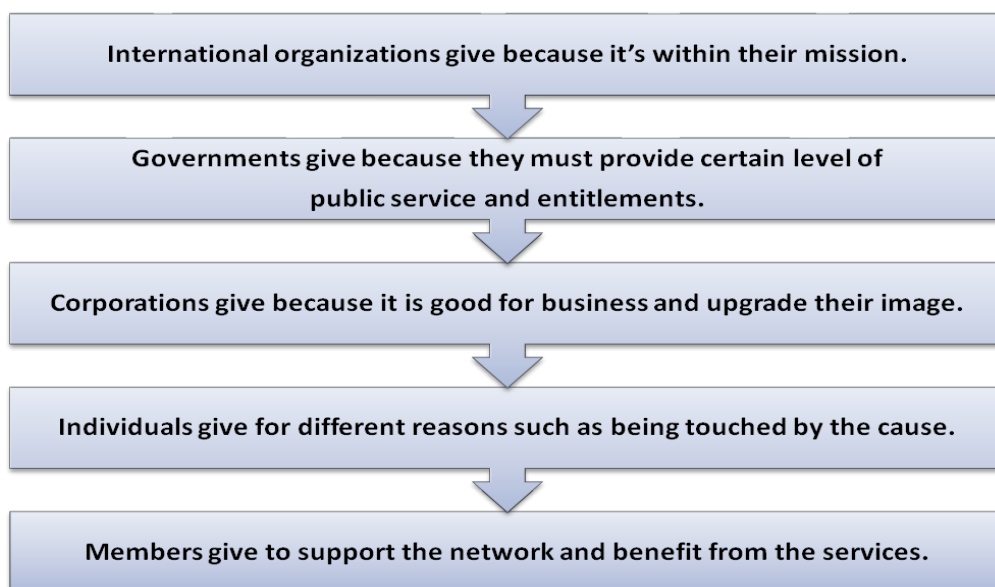 International organizations give because it’s within their mission.
Governments give because they must provide certain level of
public service and entitlements.
Corporations give because it is good for business and upgrade their image.
Individuals give for different reasons such as being touched by the cause.
Members give to support the network and benefit from the services.